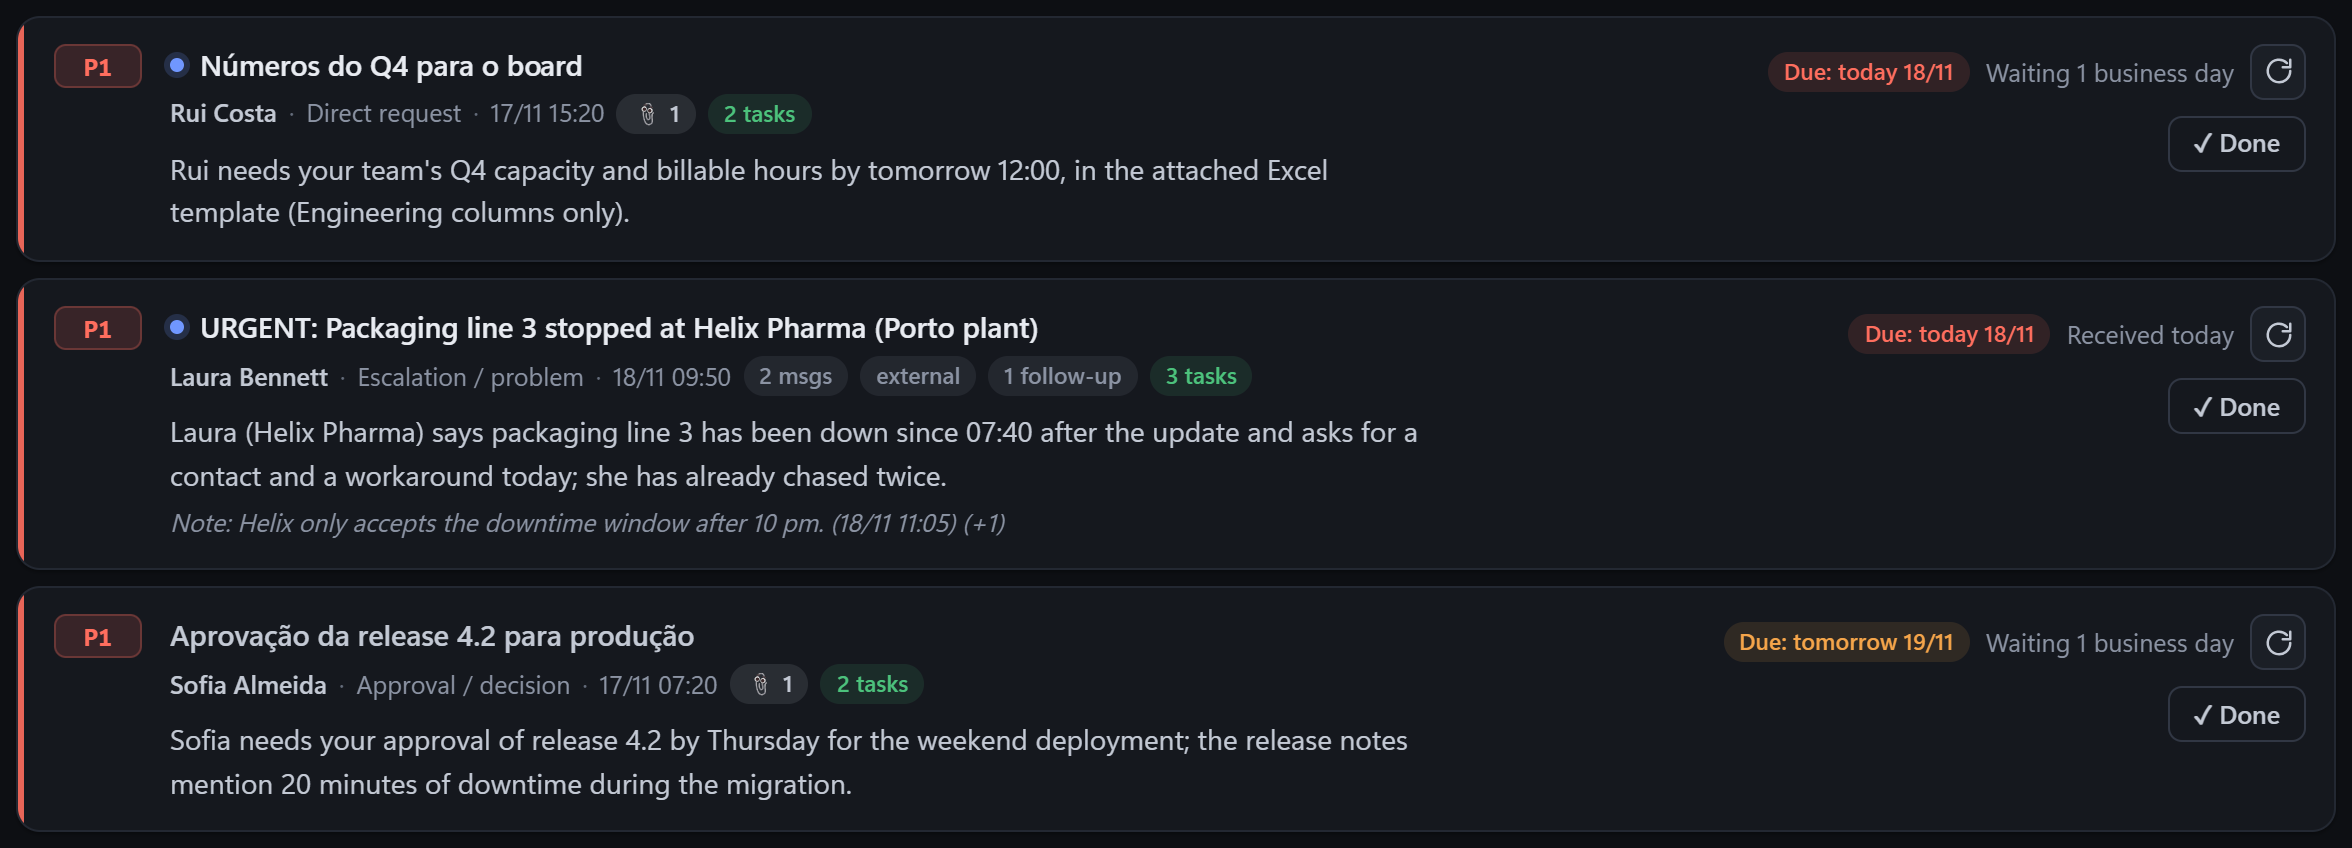 P1 Números do Q4 para o board Due: today 18/11 Waiting 1 business day
Rui Costa · Direct request · 17/11 15:20 1 2 tasks
✓ Done
Rui needs your team's Q4 capacity and billable hours by tomorrow 12:00, in the attached Excel
template (Engineering columns only).
P1 URGENT: Packaging line 3 stopped at Helix Pharma (Porto plant) Due: today 18/11 Received today
Laura Bennett · Escalation / problem · 18/11 09:50 2 msgs external 1 follow-up 3 tasks
✓ Done
Laura (Helix Pharma) says packaging line 3 has been down since 07:40 after the update and asks for a
contact and a workaround today; she has already chased twice.
Note: Helix only accepts the downtime window after 10 pm. (18/11 11:05) (+1)
P1 Aprovação da release 4.2 para produção Due: tomorrow 19/11 Waiting 1 business day
Sofia Almeida · Approval / decision · 17/11 07:20 1 2 tasks
✓ Done
Sofia needs your approval of release 4.2 by Thursday for the weekend deployment; the release notes
mention 20 minutes of downtime during the migration.